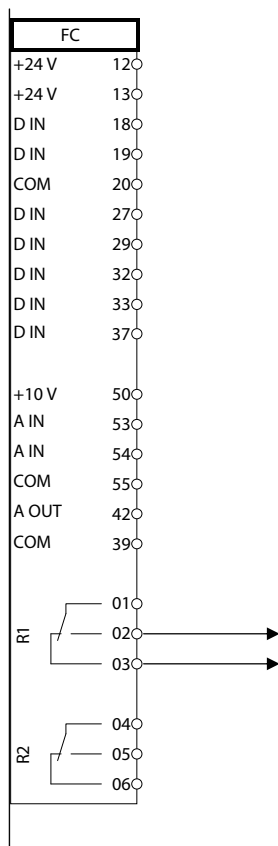 FC
+24 V 12
+24 V 13
D IN 18
D IN 19
COM 20
D IN 27
D IN 29
D IN 32
D IN 33
D IN 37
+10 V 50
A IN 53
A IN 54
COM 55
A OUT 42
COM 39
R1
01
02
03
R2
04
05
06